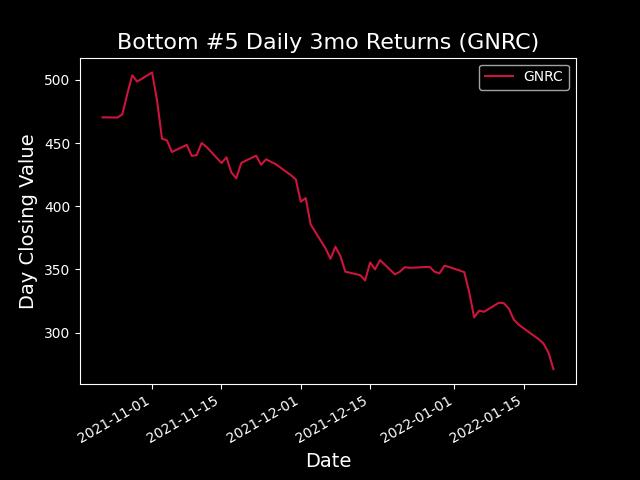 Bottom #5 Daily 3mo Returns (GNRC)
GNRC
500
450
400
350
300
Day Closing Value
2021-11-01
2021-11-15
2021-12-01
2021-12-15
2022-01-01
2022-01-15
Date